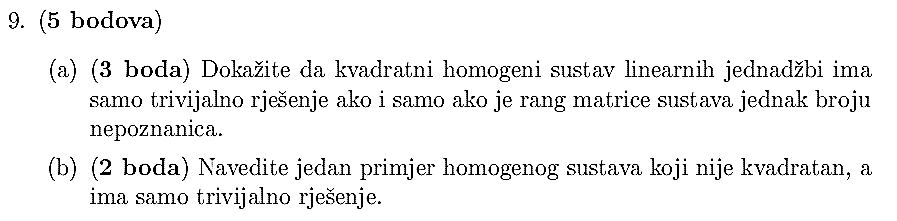 9. (5 bodova)
(a) (3 boda) Dokažite da kvadratni homogeni sustav linearnih jednadžbi ima
samo trivijalno rješenje ako i samo ako je rang matrice sustava jednak broju
nepoznanica.
(b) (2 boda) Navedite jedan primjer homogenog sustava koji nije kvadratan, a
ima samo trivijalno rješenje.